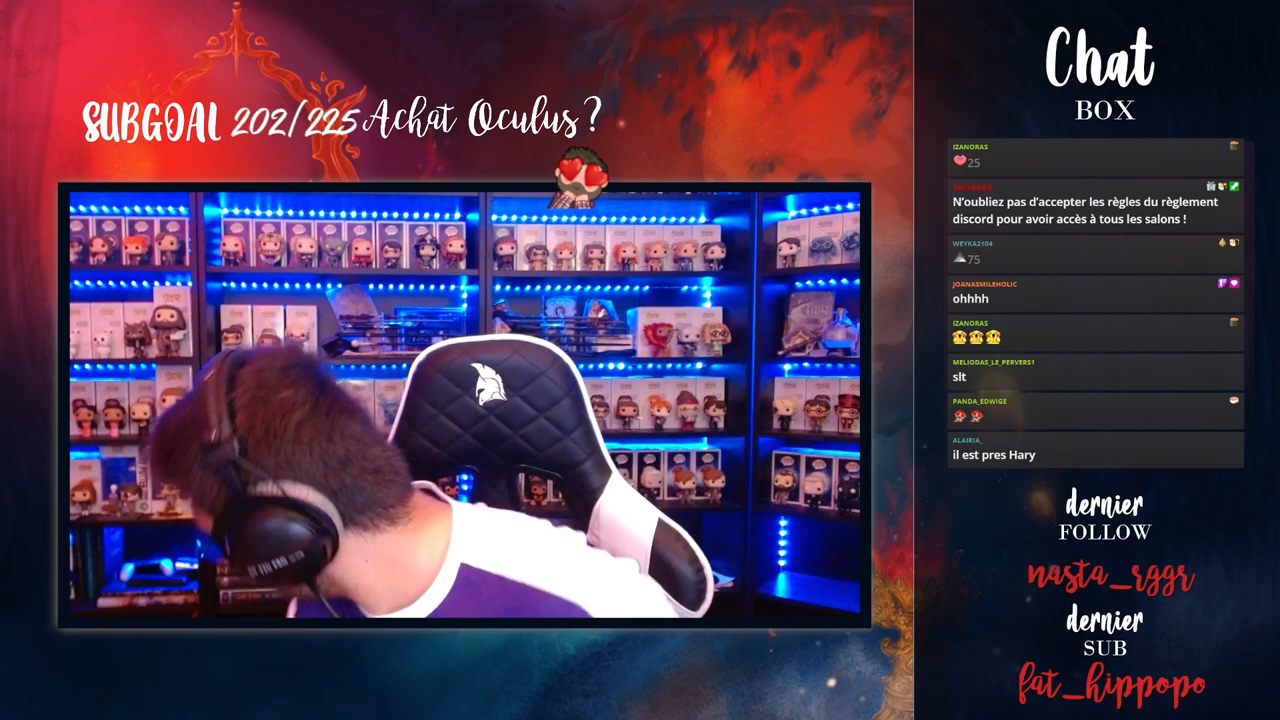 SUBGOAL 202/225 Achat Oculus ?
Chat
BOX
IZANORAS
25
N'oubliez pas d'accepter les règles du règlement
discord pour avoir accès à tous les salons !
WEYKA2104
75
JOANASMILEHOLIC
ohhhh
IZANORAS
MELIODAS_LE_PERVERS1
slt
PANDA_EDWIGE
ALAIRIA_
il est pres Hary
dernier
FOLLOW
nasta_rggr
dernier
SUB
fat_hippopo